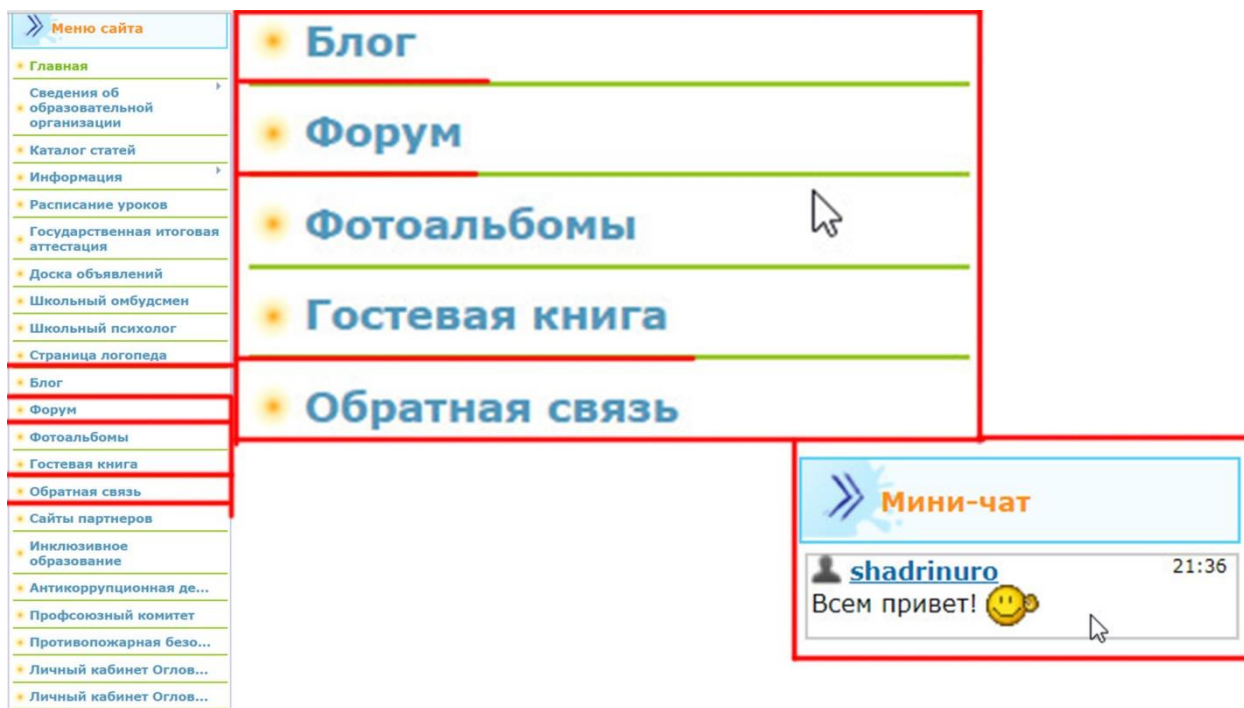 Меню сайта
Главная
Сведения об
образовательной
организации
Каталог статей
Информация
Расписание уроков
Государственная итоговая
аттестация
Доска объявлений
Школьный омбудсмен
Школьный психолог
Страница логопеда
Блог
Форум
Фотоальбомы
Гостевая книга
Обратная связь
Сайты партнеров
Инклюзивное
образование
Антикоррупционная де...
Профсоюзный комитет
Противопожарная безо...
Личный кабинет Оглов...
Личный кабинет Оглов...
Блог
Форум
Фотоальбомы
Гостевая книга
Обратная связь
Мини-чат
shadrinuro 21:36
Всем привет!